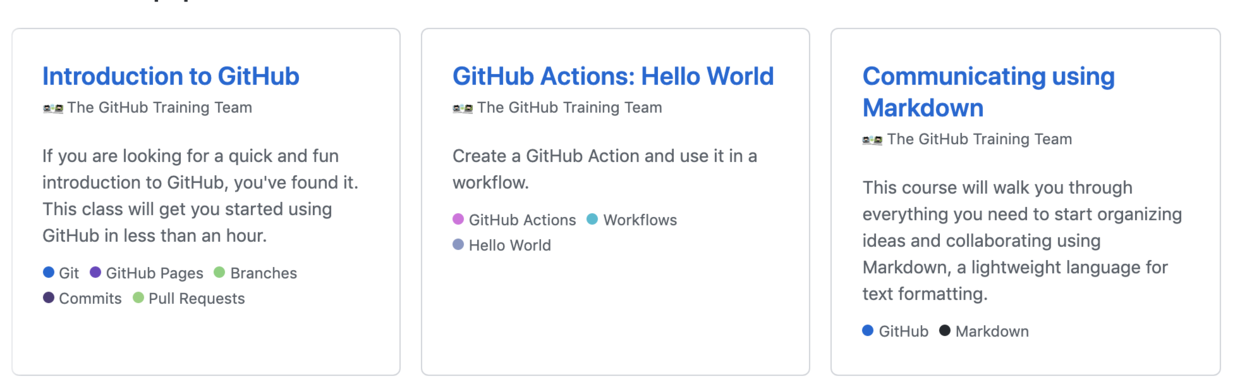 Introduction to GitHub
The GitHub Training Team
If you are looking for a quick and fun
introduction to GitHub, you've found it.
This class will get you started using
GitHub in less than an hour.
Git GitHub Pages Branches
Commits Pull Requests
GitHub Actions: Hello World
The GitHub Training Team
Create a GitHub Action and use it in a
workflow.
GitHub Actions Workflows
Hello World
Communicating using
Markdown
The GitHub Training Team
This course will walk you through
everything you need to start organizing
ideas and collaborating using
Markdown, a lightweight language for
text formatting.
GitHub Markdown